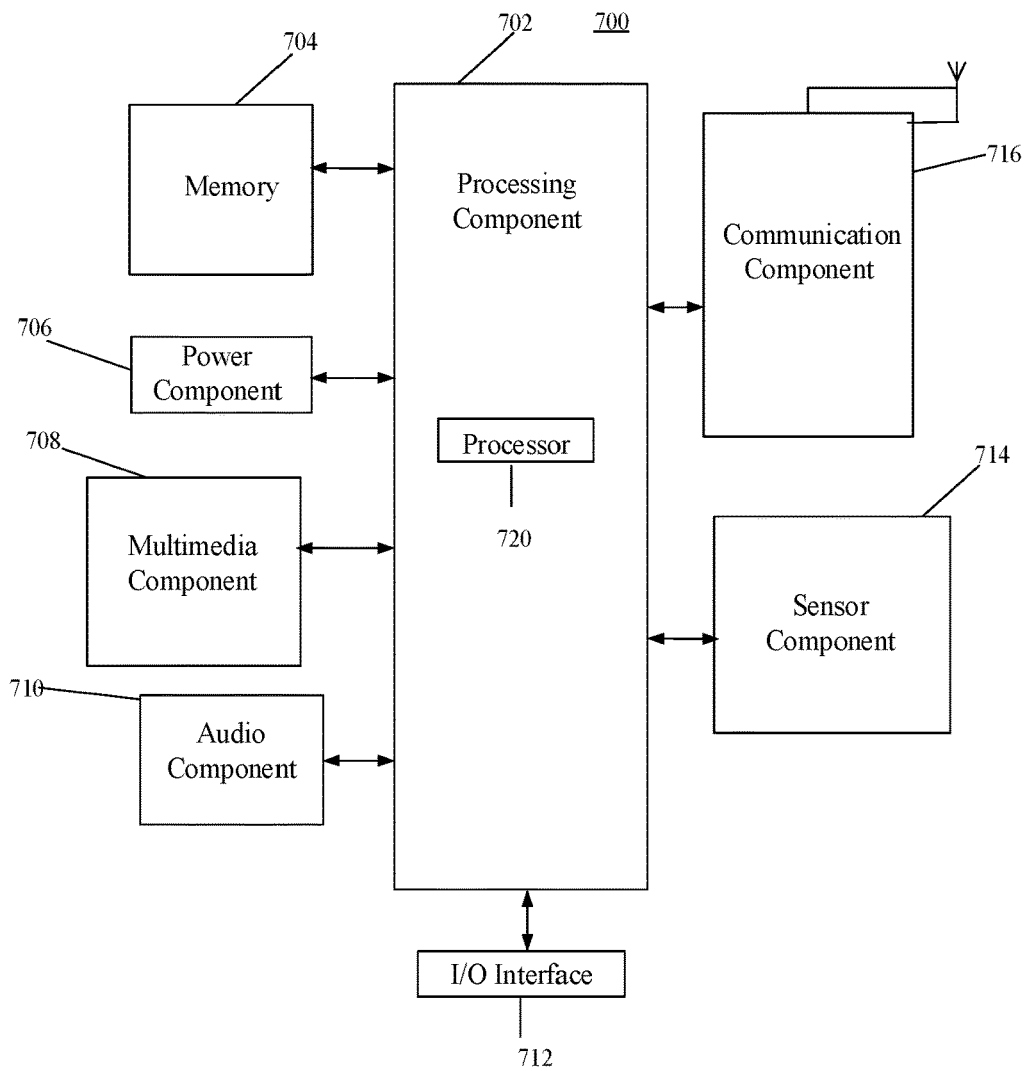 704
702
700
Memory
Processing
Component
716
Communication
Component
706
Power
Component
708
Processor
714
720
Multimedia
Component
Sensor
Component
710
Audio
Component
I/O Interface
712